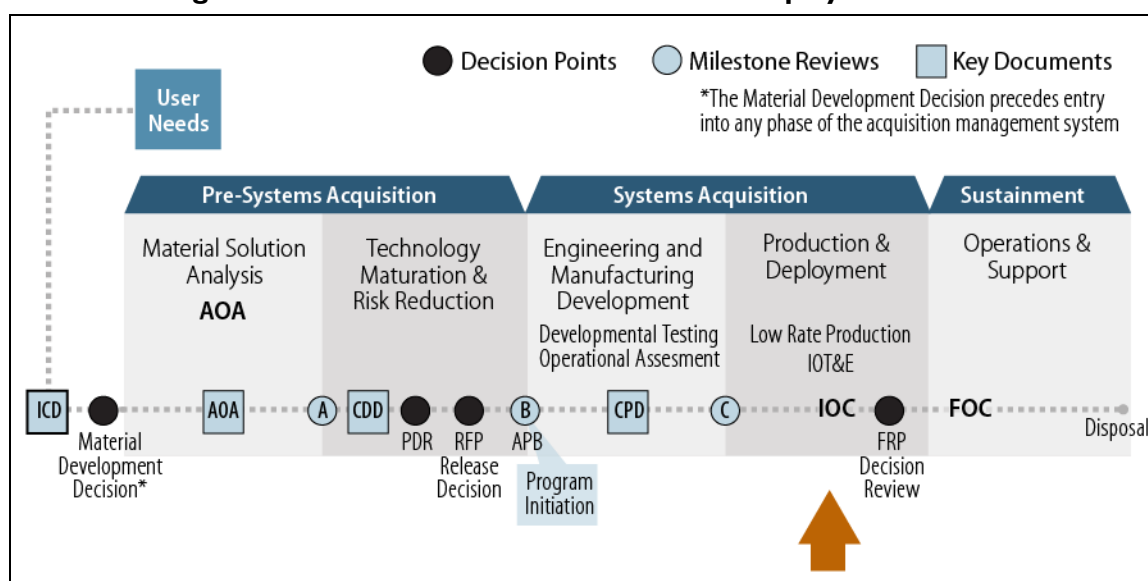 Decision Points
Milestone Reviews
Key Documents
*The Material Development Decision precedes entry
into any phase of the acquisition management system
User
Needs
Pre-Systems Acquisition
Systems Acquisition
Sustainment
Material Solution
Analysis
AOA
Technology
Maturation &
Risk Reduction
Engineering and
Manufacturing
Development
Developmental Testing
Operational Assesment
Production &
Deployment
Low Rate Production
IOT&E
Operations &
Support
ICD
AOA
A
CDD
B
CPD
C
IOC
FOC
Disposal
Material
Development
Decision*
PDR
RFP
Release
Decision
APB
Program
Initiation
FRP
Decision
Review